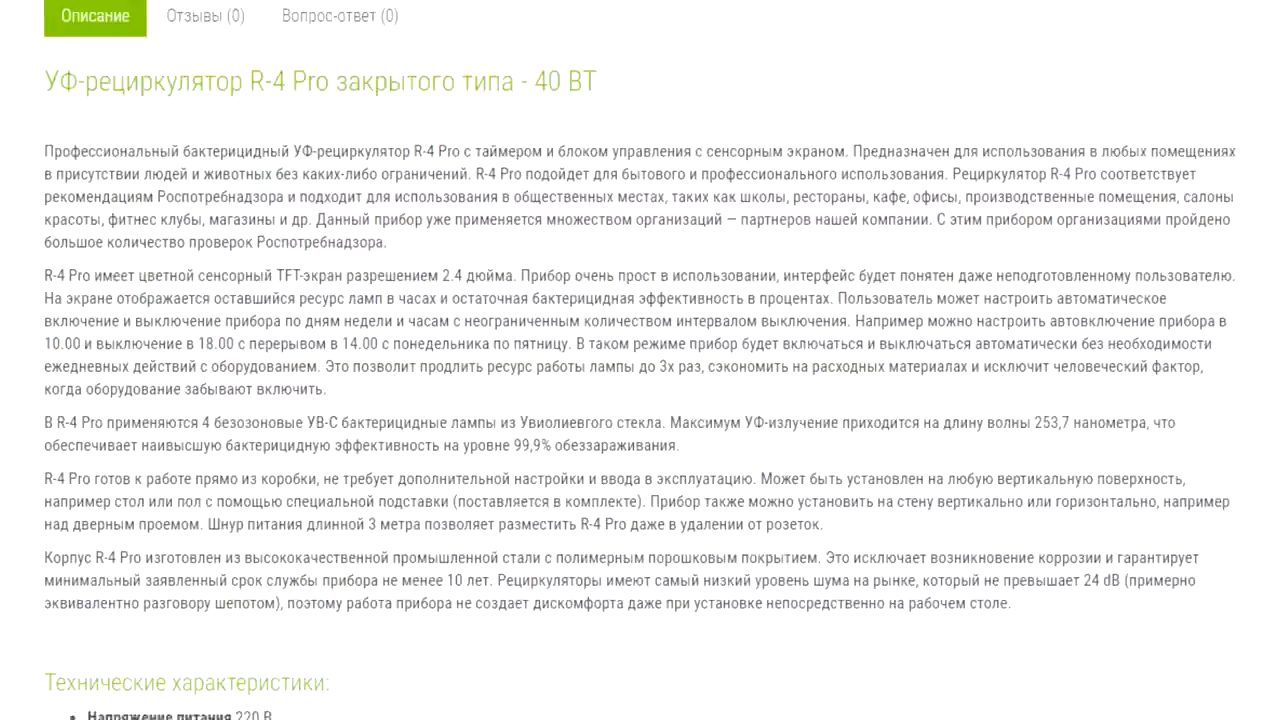 Описание
Отзывы (0)
Вопрос-ответ (0)
УФ-рециркулятор R-4 Pro закрытого типа - 40 ВТ
Профессиональный бактерицидный УФ-рециркулятор R-4 Pro с таймером и блоком управления с сенсорным экраном. Предназначен для использования в любых помещениях
в присутствии людей и животных без каких-либо ограничений. R-4 Pro подойдет для бытового и профессионального использования. Рециркулятор R-4 Pro соответствует
рекомендациям Роспотребнадзора и подходит для использования в общественных местах, таких как школы, рестораны, кафе, офисы, производственные помещения, салоны
красоты, фитнес клубы, магазины и др. Данный прибор уже применяется множеством организаций — партнеров нашей компании. С этим прибором организациями пройдено
большое количество проверок Роспотребнадзора.
R-4 Pro имеет цветной сенсорный TFT-экран разрешением 2.4 дюйма. Прибор очень прост в использовании, интерфейс будет понятен даже неподготовленному пользователю.
На экране отображается оставшийся ресурс ламп в часах и остаточная бактерицидная эффективность в процентах. Пользователь может настроить автоматическое
включение и выключение прибора по дням недели и часам с неограниченным количеством интервалом выключения. Например можно настроить автовключение прибора в
10.00 и выключение в 18.00 с перерывом в 14.00 с понедельника по пятницу. В таком режиме прибор будет включаться и выключаться автоматически без необходимости
ежедневных действий с оборудованием. Это позволит продлить ресурс работы лампы до 3х раз, сэкономить на расходных материалах и исключит человеческий фактор,
когда оборудование забывают включить.
В R-4 Pro применяются 4 безозоновые УВ-С бактерицидные лампы из Увиолиевгого стекла. Максимум УФ-излучение приходится на длину волны 253,7 нанометра, что
обеспечивает наивысшую бактерицидную эффективность на уровне 99,9% обеззараживания.
R-4 Pro готов к работе прямо из коробки, не требует дополнительной настройки и ввода в эксплуатацию. Может быть установлен на любую вертикальную поверхность,
например стол или пол с помощью специальной подставки (поставляется в комплекте). Прибор также можно установить на стену вертикально или горизонтально, например
над дверным проемом. Шнур питания длинной 3 метра позволяет разместить R-4 Pro даже в удалении от розеток.
Корпус R-4 Pro изготовлен из высококачественной промышленной стали с полимерным порошковым покрытием. Это исключает возникновение коррозии и гарантирует
минимальный заявленный срок службы прибора не менее 10 лет. Рециркуляторы имеют самый низкий уровень шума на рынке, который не превышает 24 dB (примерно
эквивалентно разговору шепотом), поэтому работа прибора не создает дискомфорта даже при установке непосредственно на рабочем столе.
Технические характеристики:
• Напряжение питания 220 В